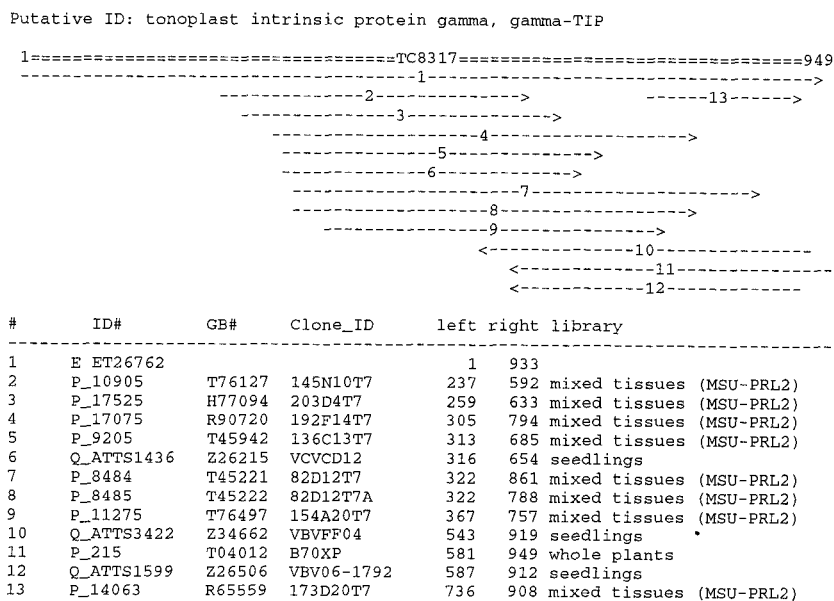 Putative ID: tonoplast intrinsic protein gamma, gamma-TIP
1===================================TC8317=================================949
---------------------------------------1-------------------------------------->
--------------2-------------> ------13------>
---------------3-------------->
--------------------4------------------->
---------------5-------------->
--------------6------------->
----------------------7--------------------->
-------------------8------------------>
----------------9--------------->
<--------------10---------------
<-------------11---------------
<------------12-------------
# ID# GB# Clone_ID left right library
1 E_ET26762 1 933
2 P_10905 T76127 145N10T7 237 592 mixed tissues (MSU-PRL2)
3 P_17525 H77094 203D4T7 259 633 mixed tissues (MSU-PRL2)
4 P_17075 R90720 192F14T7 305 794 mixed tissues (MSU-PRL2)
5 P_9205 T45942 136C13T7 313 685 mixed tissues (MSU-PRL2)
6 Q_ATTS1436 Z26215 VCVCD12 316 654 seedlings
7 P_8484 T45221 82D12T7 322 861 mixed tissues (MSU-PRL2)
8 P_8485 T45222 82D12T7A 322 788 mixed tissues (MSU-PRL2)
9 P_11275 T76497 154A20T7 367 757 mixed tissues (MSU-PRL2)
10 Q_ATTS3422 Z34662 VBVFF04 543 919 seedlings
11 P_215 T04012 B70XP 581 949 whole plants
12 Q_ATTS1599 Z26506 VBV06-1792 587 912 seedlings
13 P_14063 R65559 173D20T7 736 908 mixed tissues (MSU-PRL2)